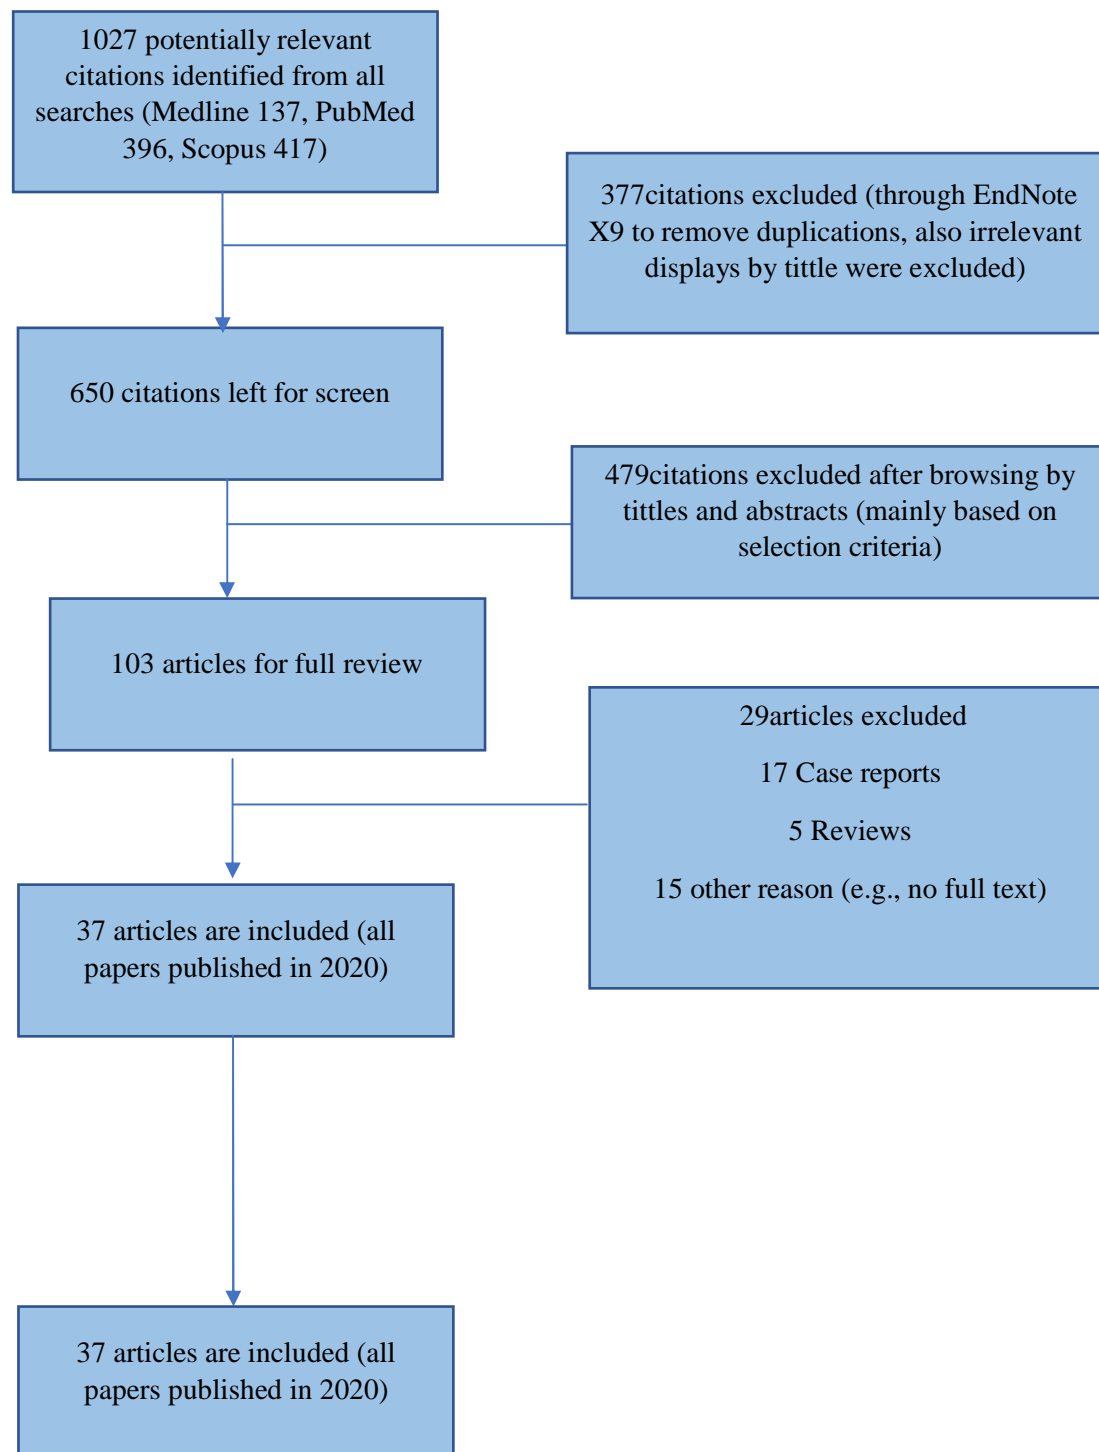 1027 potentially relevant
citations identified from all
searches (Medline 137, PubMed
396, Scopus 417)
377citations excluded (through EndNote
X9 to remove duplications, also irrelevant
displays by tittle were excluded)
650 citations left for screen
479citations excluded after browsing by
tittles and abstracts (mainly based on
selection criteria)
103 articles for full review
29articles excluded
17 Case reports
5 Reviews
15 other reason (e.g., no full text)
37 articles are included (all
papers published in 2020)
37 articles are included (all
papers published in 2020)